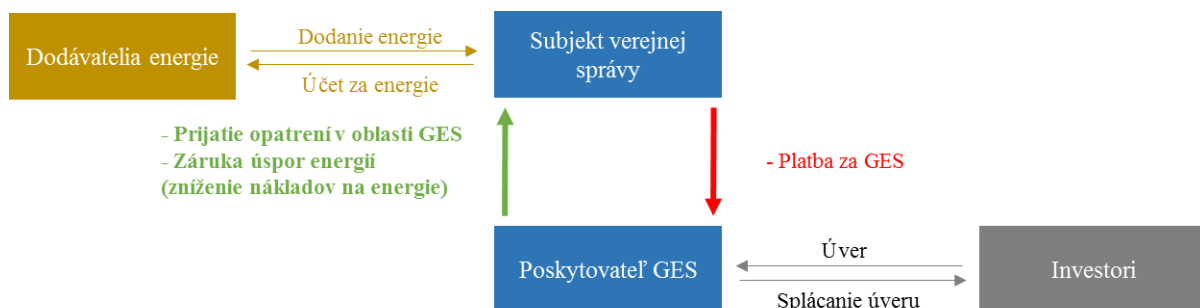 Dodávatelia energie
Dodanie energie
Účet za energie
Subjekt verejnej
správy
- Prijatie opatrení v oblasti GES
- Záruka úspor energií
(zníženie nákladov na energie)
- Platba za GES
Poskytovateľ GES
Úver
Splácanie úveru
Investori